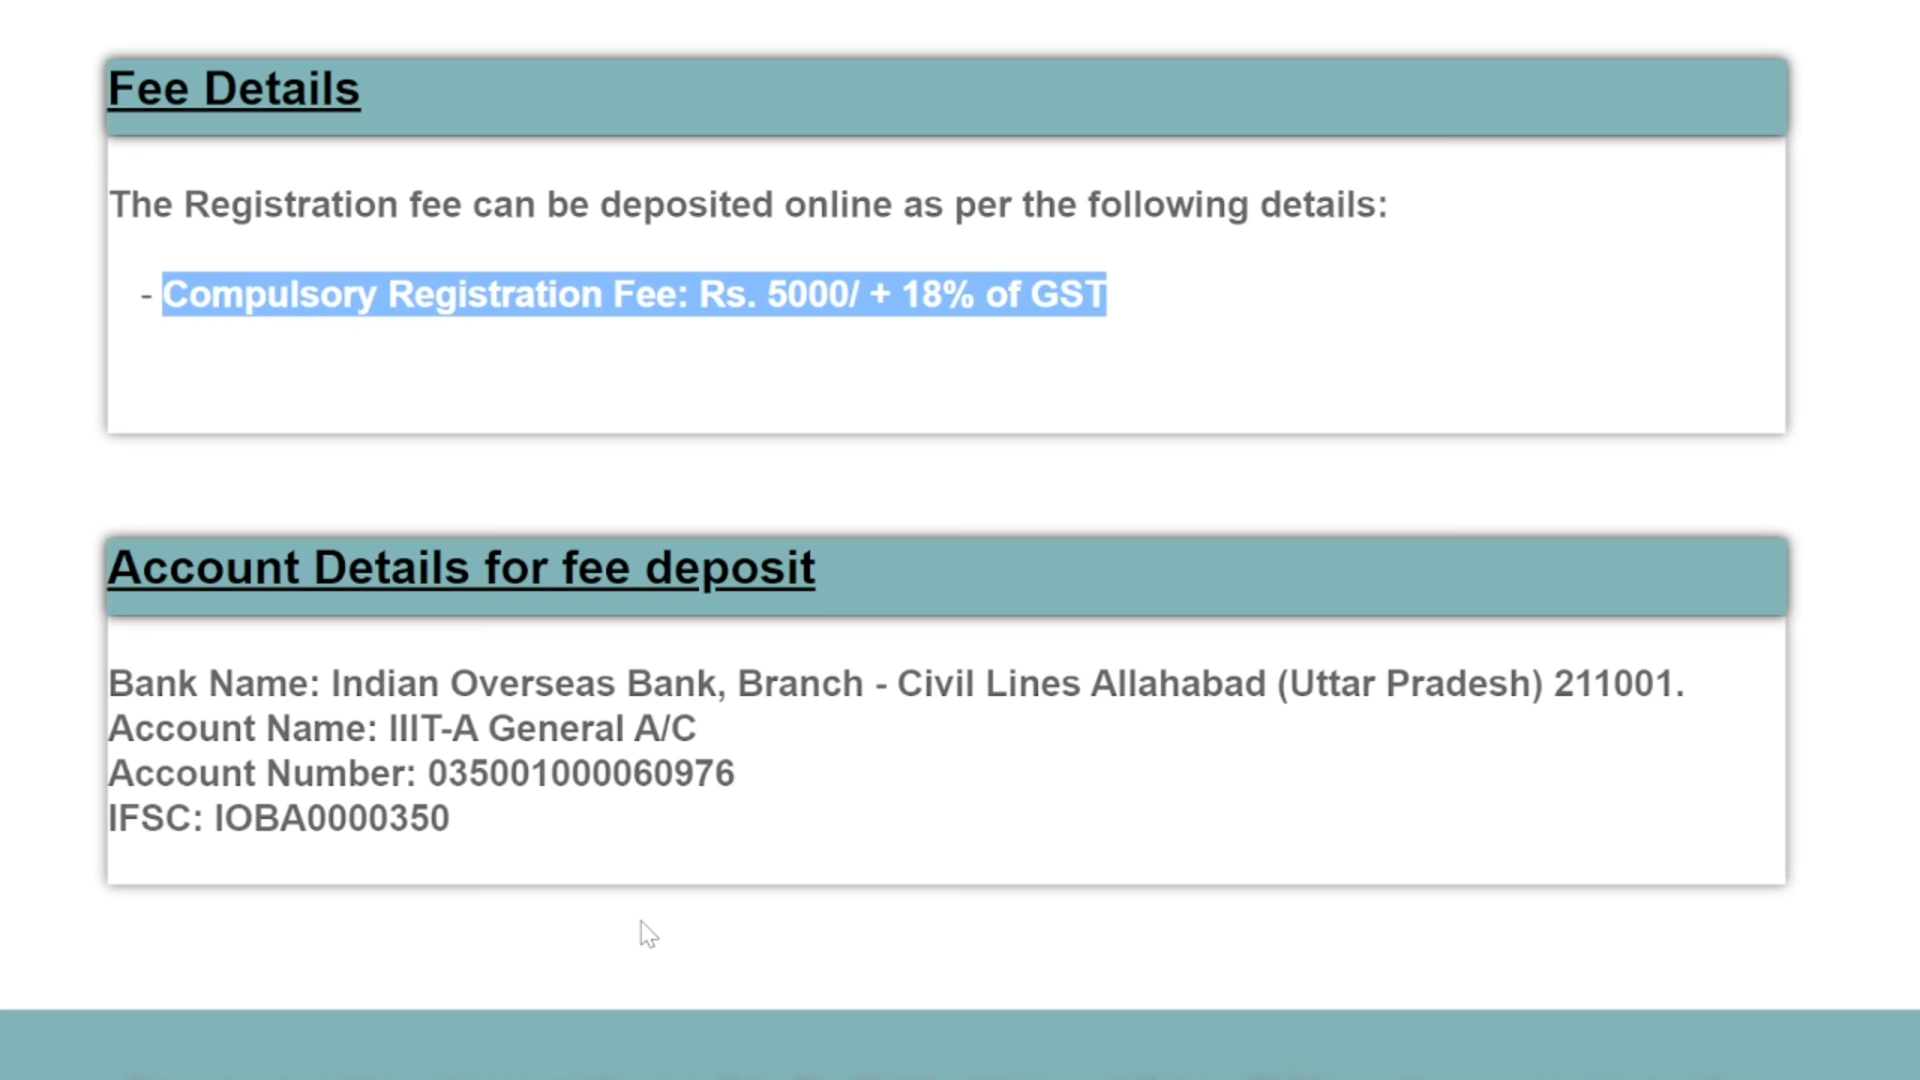 Fee Details
The Registration fee can be deposited online as per the following details:
- Compulsory Registration Fee: Rs. 5000/ + 18% of GST
Account Details for fee deposit
Bank Name: Indian Overseas Bank, Branch - Civil Lines Allahabad (Uttar Pradesh) 211001.
Account Name: IIIT-A General A/C
Account Number: 035001000060976
IFSC: IOBA0000350